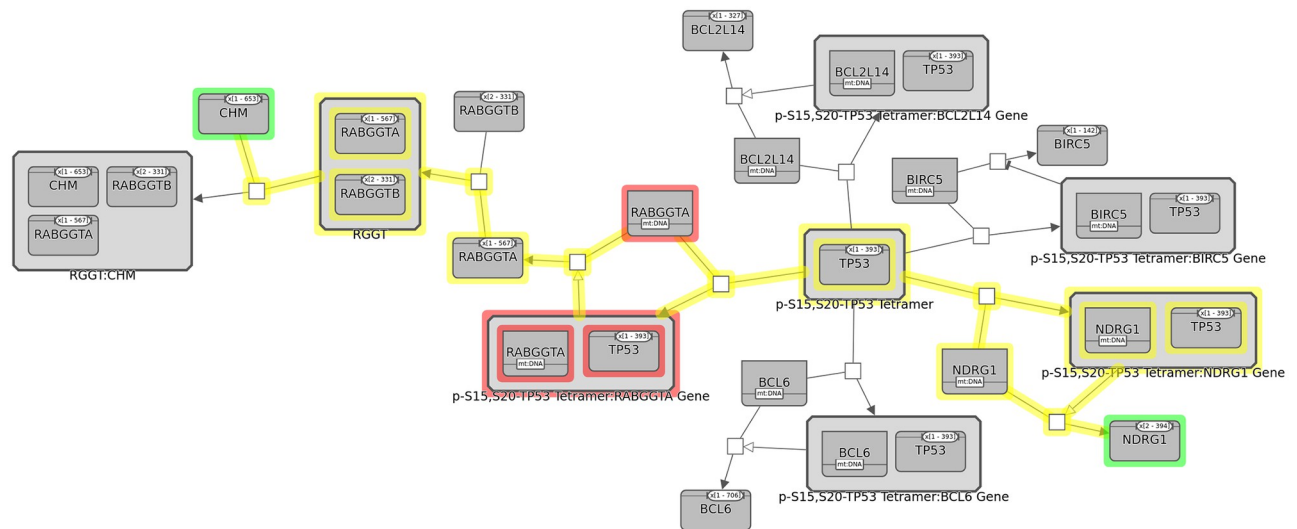 x[1 - 327]
BCL2L14
BCL2L14
mt:DNA
x[1 - 393]
TP53
p-S15,S20-TP53 Tetramer:BCL2L14 Gene
x[1 - 653]
CHM
x[1 - 567]
RABGGTA
x[2 - 331]
RABGGTB
RGGT
x[2 - 331]
RABGGTB
BCL2L14
mt:DNA
x[1 - 142]
BIRC5
BIRC5
mt:DNA
x[1 - 653]
CHM
x[2 - 331]
RABGGTB
x[1 - 567]
RABGGTA
RGGT:CHM
RABGGTA
mt:DNA
BIRC5
mt:DNA
x[1 - 393]
TP53
p-S15,S20-TP53 Tetramer:BIRC5 Gene
x[1 - 567]
RABGGTA
x[1 - 393]
TP53
p-S15,S20-TP53 Tetramer
RABGGTA
mt:DNA
x[1 - 393]
TP53
p-S15,S20-TP53 Tetramer:RABGGTA Gene
NDRG1
mt:DNA
x[1 - 393]
TP53
p-S15,S20-TP53 Tetramer:NDRG1 Gene
BCL6
mt:DNA
NDRG1
mt:DNA
BCL6
mt:DNA
x[1 - 393]
TP53
p-S15,S20-TP53 Tetramer:BCL6 Gene
x[2 - 394]
NDRG1
x[1 - 706]
BCL6